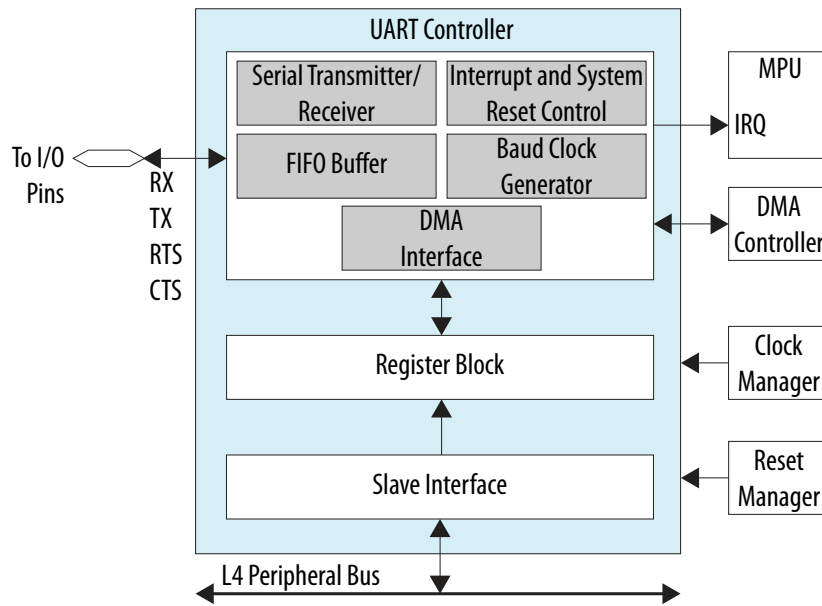 UART Controller
Serial Transmitter/
Receiver
Interrupt and System
Reset Control
FIFO Buffer
Baud Clock
Generator
DMA
Interface
To I/O
Pins
RX
TX
RTS
CTS
MPU
IRQ
DMA
Controller
Register Block
Clock
Manager
Slave Interface
Reset
Manager
L4 Peripheral Bus